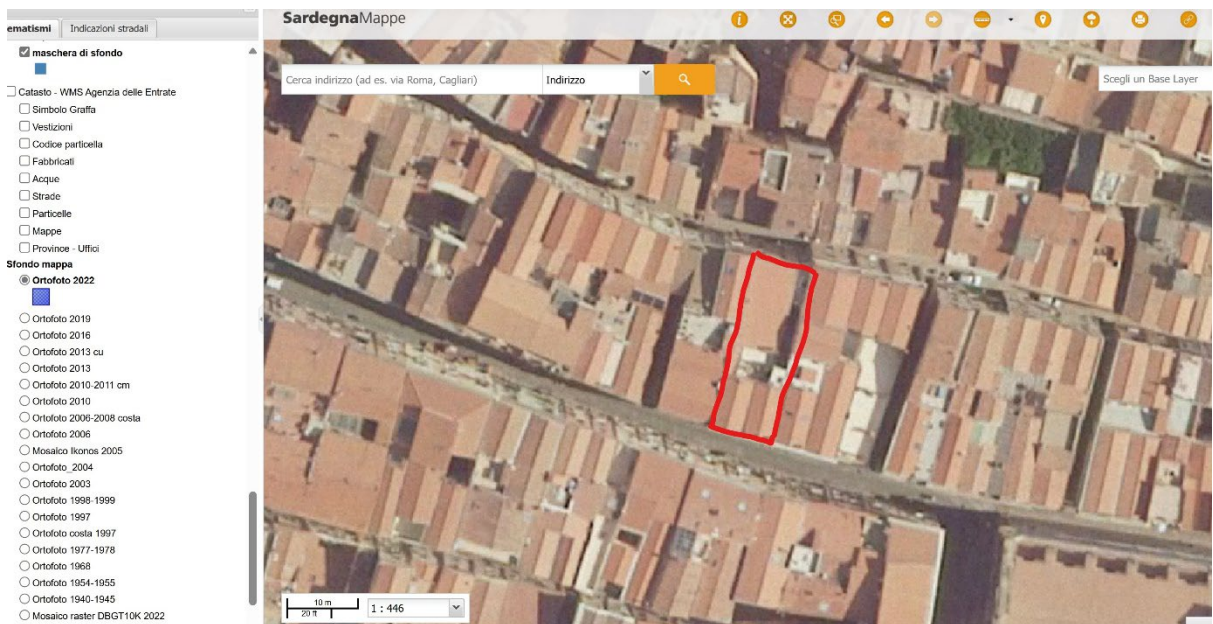 ematismi
Indicazioni stradali
maschera di sfondo
Catasto - WMS Agenzia delle Entrate
Simbolo Graffa
Vestizioni
Codice particella
Fabbricati
Acque
Strade
Particelle
Mappe
Province - Uffici
Sfondo mappa
Ortofoto 2022
Ortofoto 2019
Ortofoto 2016
Ortofoto 2013 cu
Ortofoto 2013
Ortofoto 2010-2011 cm
Ortofoto 2010
Ortofoto 2006-2008 costa
Ortofoto 2006
Mosaico Ikonos 2005
Ortofoto_2004
Ortofoto 2003
Ortofoto 1998-1999
Ortofoto 1997
Ortofoto costa 1997
Ortofoto 1977-1978
Ortofoto 1968
Ortofoto 1954-1955
Ortofoto 1940-1945
Mosaico raster DBGT10K 2022
SardegnaMappe
Cerca indirizzo (ad es. via Roma, Cagliari)
Indirizzo
Scegli un Base Layer
10 m
20 ft
1 : 446